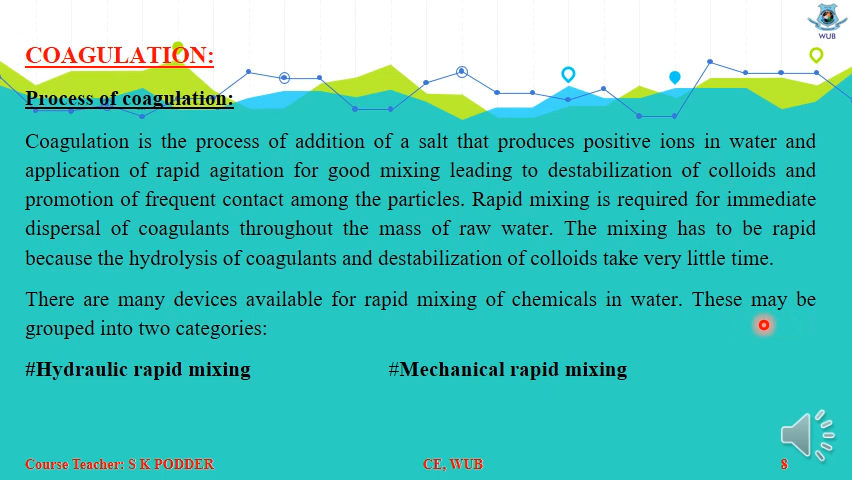 WUB
COAGULATION:
Process of coagulation:
Coagulation is the process of addition of a salt that produces positive ions in water and
application of rapid agitation for good mixing leading to destabilization of colloids and
promotion of frequent contact among the particles. Rapid mixing is required for immediate
dispersal of coagulants throughout the mass of raw water. The mixing has to be rapid
because the hydrolysis of coagulants and destabilization of colloids take very little time.
There are many devices available for rapid mixing of chemicals in water. These may be
grouped into two categories:
#Hydraulic rapid mixing #Mechanical rapid mixing
Course Teacher: S K PODDER CE, WUB 8